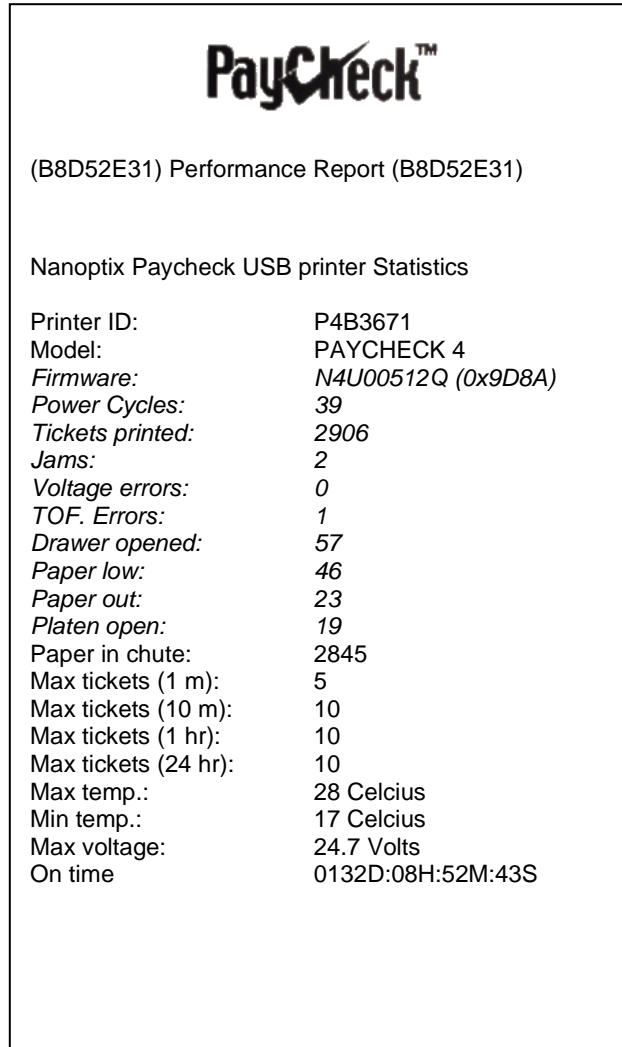 PayCheck™
(B8D52E31) Performance Report (B8D52E31)
Nanoptix Paycheck USB printer Statistics
Printer ID: P4B3671
Model: PAYCHECK 4
Firmware: N4U00512Q (0x9D8A)
Power Cycles: 39
Tickets printed: 2906
Jams: 2
Voltage errors: 0
TOF. Errors: 1
Drawer opened: 57
Paper low: 46
Paper out: 23
Platen open: 19
Paper in chute: 2845
Max tickets (1 m): 5
Max tickets (10 m): 10
Max tickets (1 hr): 10
Max tickets (24 hr): 10
Max temp.: 28 Celcius
Min temp.: 17 Celcius
Max voltage: 24.7 Volts
On time 0132D:08H:52M:43S